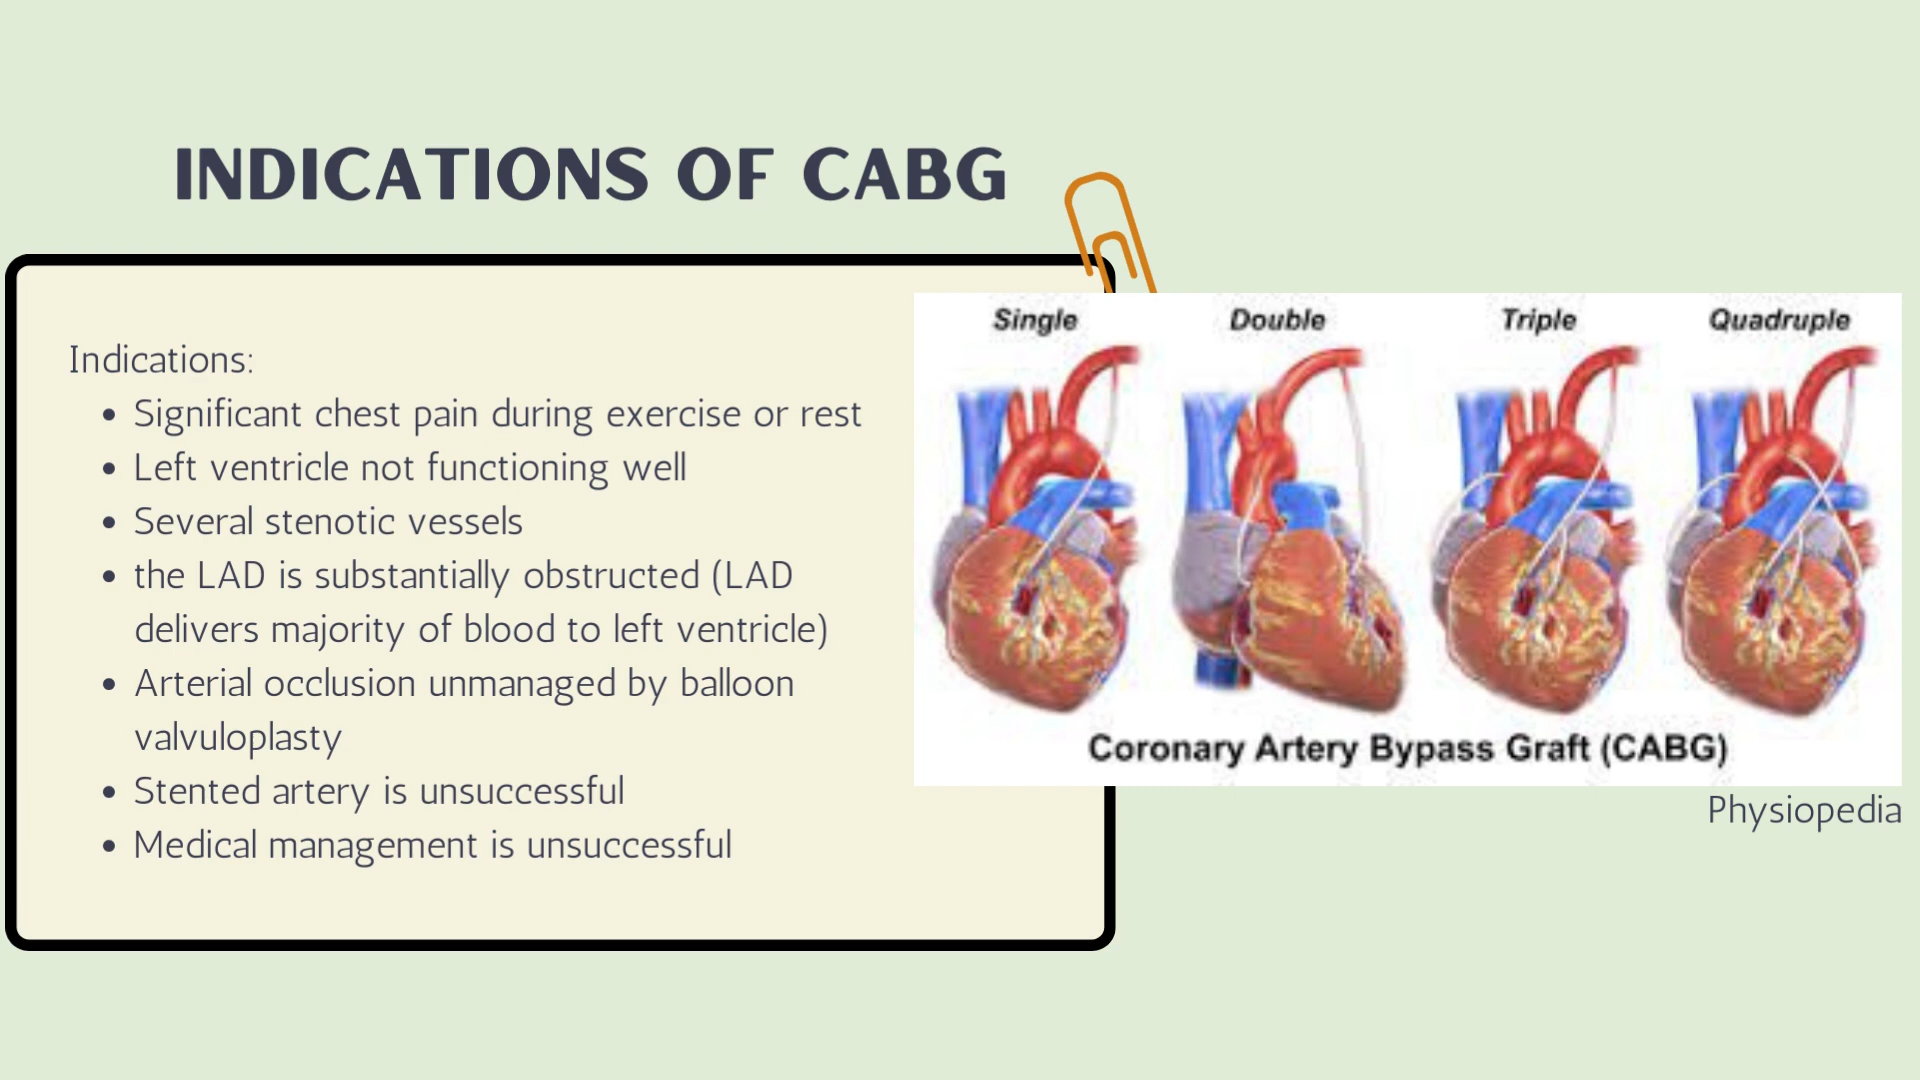 INDICATIONS OF CABG
Indications:
• Significant chest pain during exercise or rest
• Left ventricle not functioning well
• Several stenotic vessels
• the LAD is substantially obstructed (LAD
delivers majority of blood to left ventricle)
• Arterial occlusion unmanaged by balloon
valvuloplasty
• Stented artery is unsuccessful
• Medical management is unsuccessful
Single Double Triple Quadruple
Coronary Artery Bypass Graft (CABG)
Physiopedia